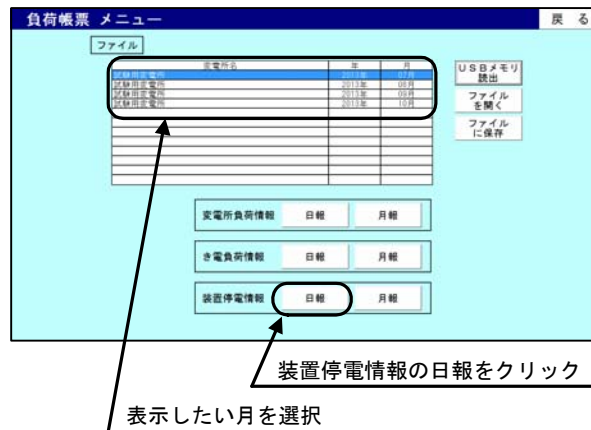 負荷帳票 メニュー
戻 る
ファイル
変電所名 年 月
試験用変電所 2013年 07月
試験用変電所 2013年 08月
試験用変電所 2013年 09月
試験用変電所 2013年 10月
USBメモリ
読出
ファイル
を開く
ファイル
に保存
変電所負荷情報 日報 月報
き電負荷情報 日報 月報
装置停電情報 日報 月報
装置停電情報の日報をクリック
表示したい月を選択